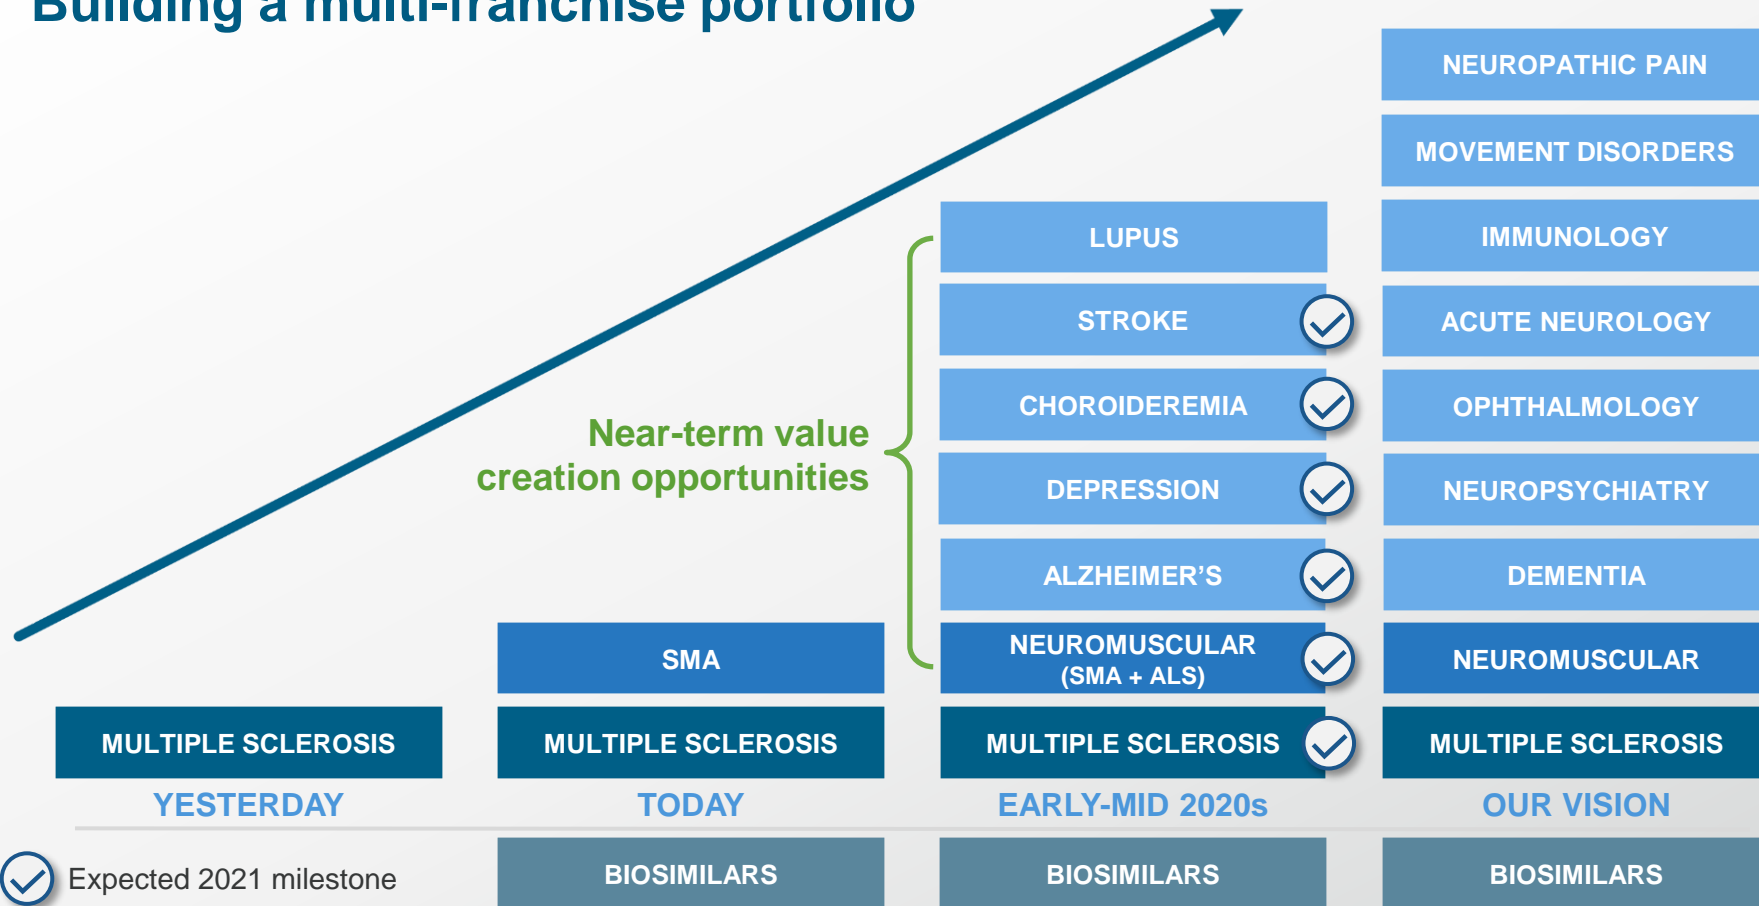 Building a multi-franchise portfolio
NEUROPATHIC PAIN
MOVEMENT DISORDERS
LUPUS
IMMUNOLOGY
STROKE
ACUTE NEUROLOGY
CHOROIDEREMIA
OPHTHALMOLOGY
Near-term value
creation opportunities
DEPRESSION
NEUROPSYCHIATRY
ALZHEIMER'S
DEMENTIA
SMA
NEUROMUSCULAR
(SMA + ALS)
NEUROMUSCULAR
MULTIPLE SCLEROSIS
MULTIPLE SCLEROSIS
MULTIPLE SCLEROSIS
MULTIPLE SCLEROSIS
YESTERDAY
TODAY
EARLY-MID 2020s
OUR VISION
Expected 2021 milestone
BIOSIMILARS
BIOSIMILARS
BIOSIMILARS